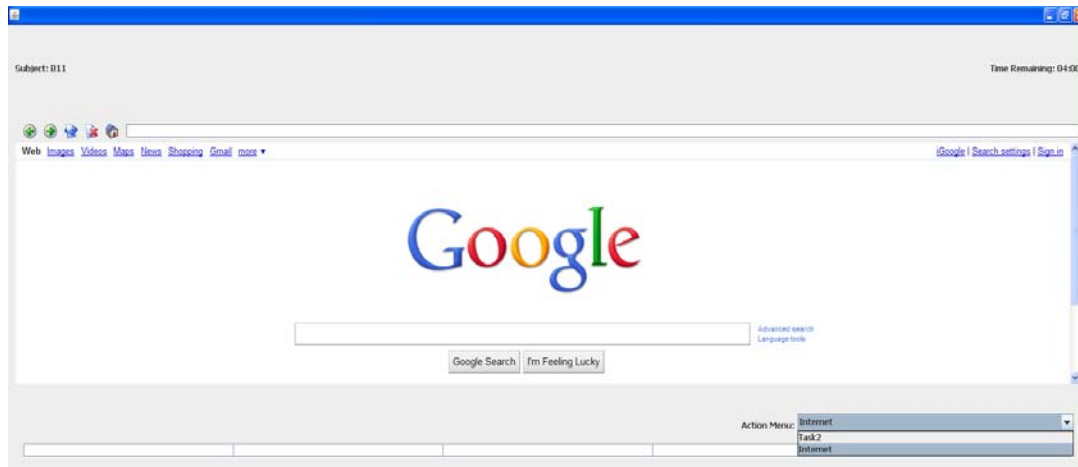 Subject: B11
Time Remaining: 04:00
Web Images Videos Maps News Shopping Gmail more ▼
iGoogle | Search settings | Sign in
Google
Advanced search
Language tools
Google Search I'm Feeling Lucky
Action Menu: Internet
Task2
Internet